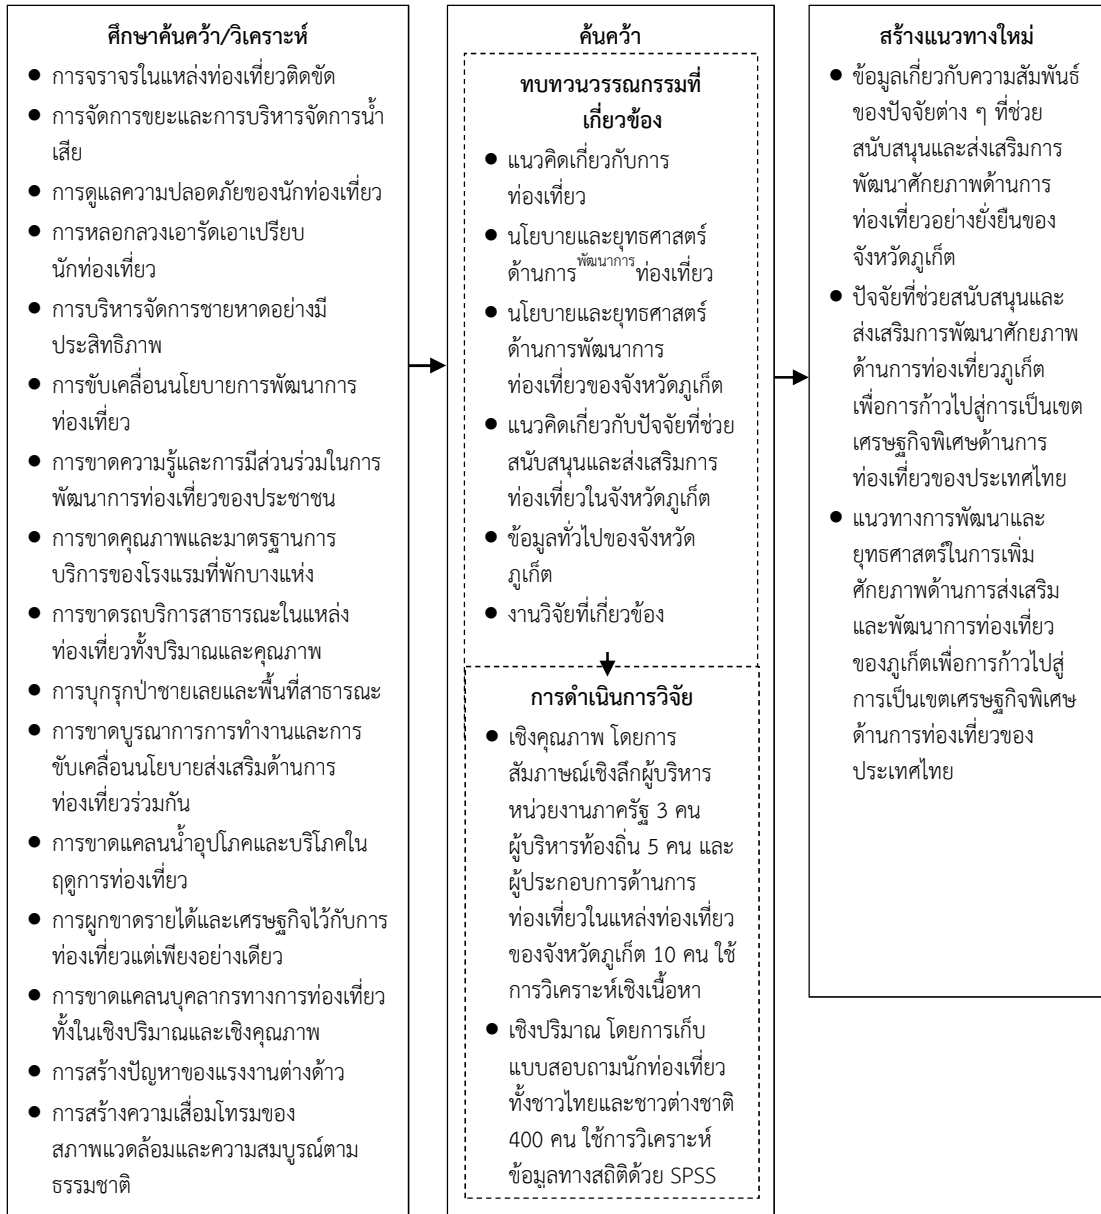 ศึกษาค้นคว้า/วิเคราะห์
● การจราจรในแหล่งท่องเที่ยวติดขัด
● การจัดการขยะและการบริหารจัดการน้ำ
เสีย
● การดูแลความปลอดภัยของนักท่องเที่ยว
● การหลอกลวงเอารัดเอาเปรียบ
นักท่องเที่ยว
● การบริหารจัดการชายหาดอย่างมี
ประสิทธิภาพ
● การขับเคลื่อนนโยบายการพัฒนาการ
ท่องเที่ยว
● การขาดความรู้และการมีส่วนร่วมในการ
พัฒนาการท่องเที่ยวของประชาชน
● การขาดคุณภาพและมาตรฐานการ
บริการของโรงแรมที่พักบางแห่ง
● การขาดรถบริการสาธารณะในแหล่ง
ท่องเที่ยวทั้งปริมาณและคุณภาพ
● การบุกรุกป่าชายเลยและพื้นที่สาธารณะ
● การขาดบูรณาการการทำงานและการ
ขับเคลื่อนนโยบายส่งเสริมด้านการ
ท่องเที่ยวร่วมกัน
● การขาดแคลนน้ำอุปโภคและบริโภคใน
ฤดูการท่องเที่ยว
● การผูกขาดรายได้และเศรษฐกิจไว้กับการ
ท่องเที่ยวแต่เพียงอย่างเดียว
● การขาดแคลนบุคลากรทางการท่องเที่ยว
ทั้งในเชิงปริมาณและเชิงคุณภาพ
● การสร้างปัญหาของแรงงานต่างด้าว
● การสร้างความเสื่อมโทรมของ
สภาพแวดล้อมและความสมบูรณ์ตาม
ธรรมชาติ
ค้นคว้า
ทบทวนวรรณกรรมที่
เกี่ยวข้อง
● แนวคิดเกี่ยวกับการ
ท่องเที่ยว
● นโยบายและยุทธศาสตร์
ด้านการพัฒนาการท่องเที่ยว
● นโยบายและยุทธศาสตร์
ด้านการพัฒนาการ
ท่องเที่ยวของจังหวัดภูเก็ต
● แนวคิดเกี่ยวกับปัจจัยที่ช่วย
สนับสนุนและส่งเสริมการ
ท่องเที่ยวในจังหวัดภูเก็ต
● ข้อมูลทั่วไปของจังหวัด
ภูเก็ต
● งานวิจัยที่เกี่ยวข้อง
การดำเนินการวิจัย
● เชิงคุณภาพ โดยการ
สัมภาษณ์เชิงลึกผู้บริหาร
หน่วยงานภาครัฐ 3 คน
ผู้บริหารท้องถิ่น 5 คน และ
ผู้ประกอบการด้านการ
ท่องเที่ยวในแหล่งท่องเที่ยว
ของจังหวัดภูเก็ต 10 คน ใช้
การวิเคราะห์เชิงเนื้อหา
● เชิงปริมาณ โดยการเก็บ
แบบสอบถามนักท่องเที่ยว
ทั้งชาวไทยและชาวต่างชาติ
400 คน ใช้การวิเคราะห์
ข้อมูลทางสถิติด้วย SPSS
สร้างแนวทางใหม่
● ข้อมูลเกี่ยวกับความสัมพันธ์
ของปัจจัยต่าง ๆ ที่ช่วย
สนับสนุนและส่งเสริมการ
พัฒนาศักยภาพด้านการ
ท่องเที่ยวอย่างยั่งยืนของ
จังหวัดภูเก็ต
● ปัจจัยที่ช่วยสนับสนุนและ
ส่งเสริมการพัฒนาศักยภาพ
ด้านการท่องเที่ยวภูเก็ต
เพื่อการก้าวไปสู่การเป็นเขต
เศรษฐกิจพิเศษด้านการ
ท่องเที่ยวของประเทศไทย
● แนวทางการพัฒนาและ
ยุทธศาสตร์ในการเพิ่ม
ศักยภาพด้านการส่งเสริม
และพัฒนาการท่องเที่ยว
ของภูเก็ตเพื่อการก้าวไปสู่
การเป็นเขตเศรษฐกิจพิเศษ
ด้านการท่องเที่ยวของ
ประเทศไทย